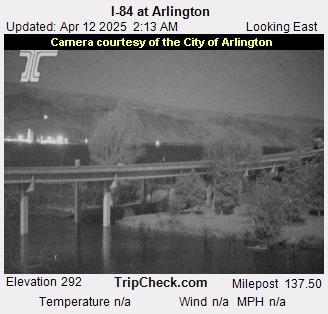 I-84 at Arlington
Updated: Apr 12 2025 2:13 AM Looking East
Camera courtesy of the City of Arlington
Elevation 292 TripCheck.com Milepost 137.50
Temperature n/a Wind n/a MPH n/a